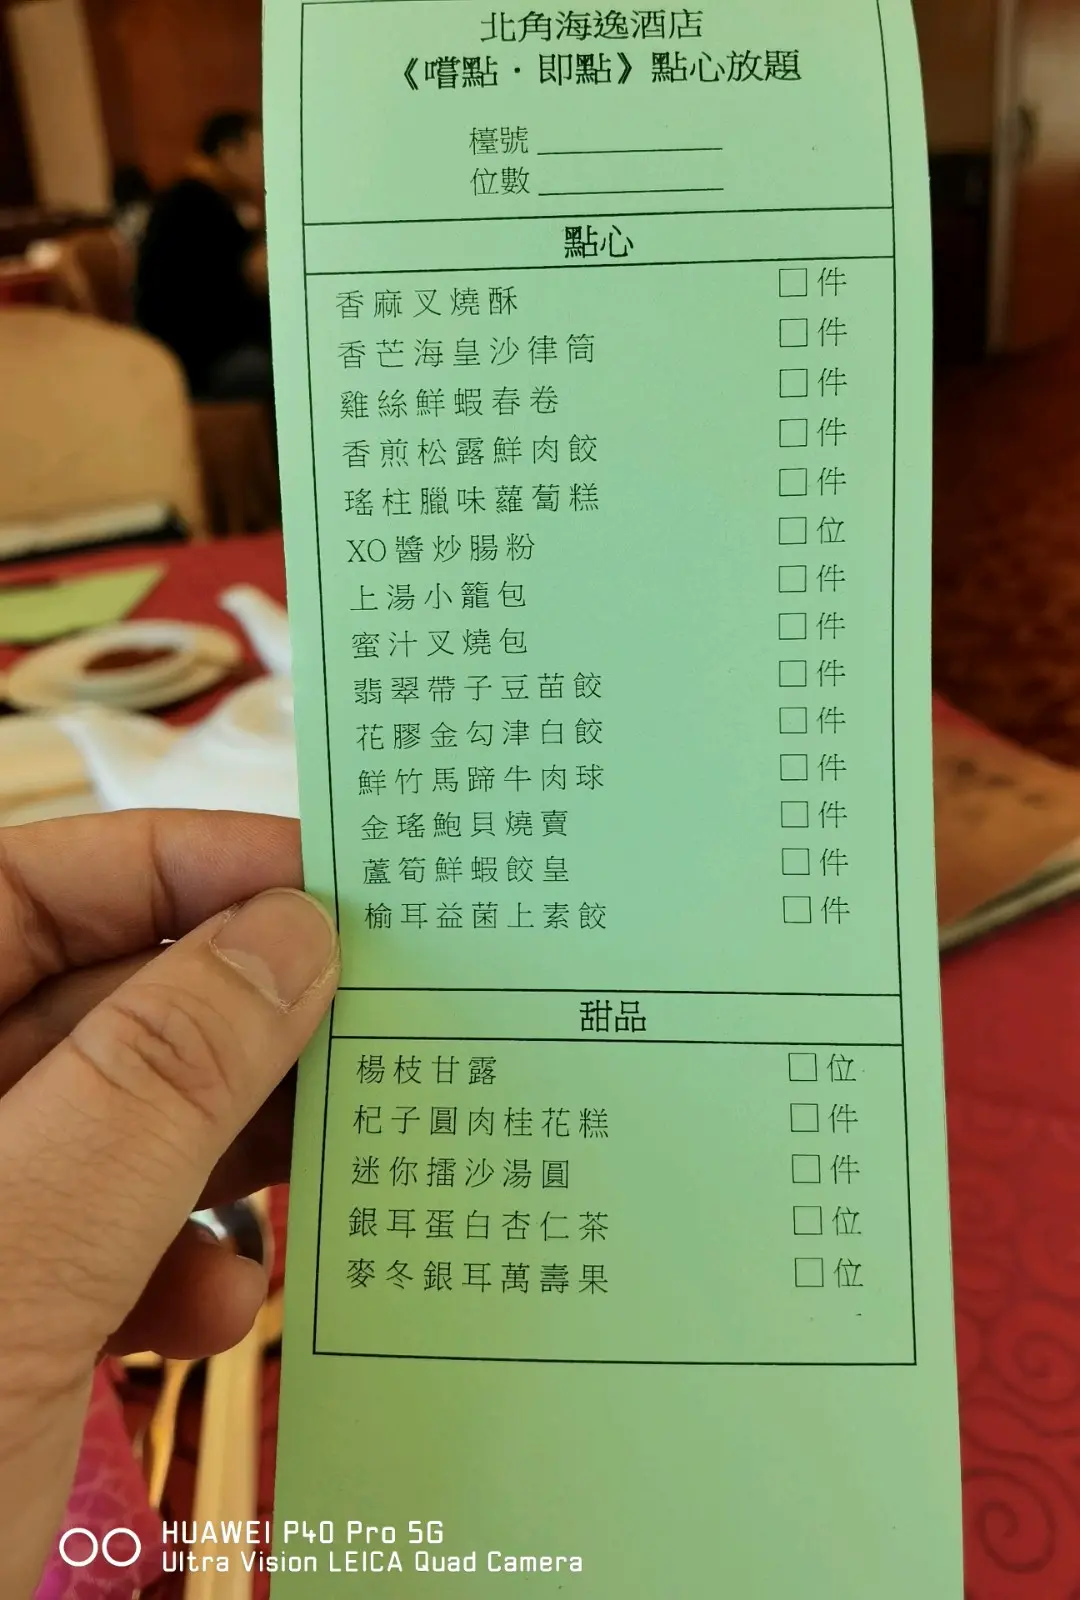 北角海逸酒店
《嚐點·即點》點心放題
檯號
位數
點心
香麻叉燒酥 □件
香芒海皇沙律筒 □件
雞絲鮮蝦春卷 □件
香煎松露鮮肉餃 □件
瑤柱臘味蘿蔔糕 □件
XO醬炒腸粉 □位
上湯小籠包 □件
蜜汁叉燒包 □件
翡翠帶子豆苗餃 □件
花膠金勾津白餃 □件
鮮竹馬蹄牛肉球 □件
金瑤鮑貝燒賣 □件
蘆筍鮮蝦餃皇 □件
榆耳益菌上素餃 □件
甜品
楊枝甘露 □位
杞子圓肉桂花糕 □件
迷你擂沙湯圓 □件
銀耳蛋白杏仁茶 □位
麥冬銀耳萬壽果 □位
HUAWEI P40 Pro 5G
Ultra Vision LEICA Quad Camera